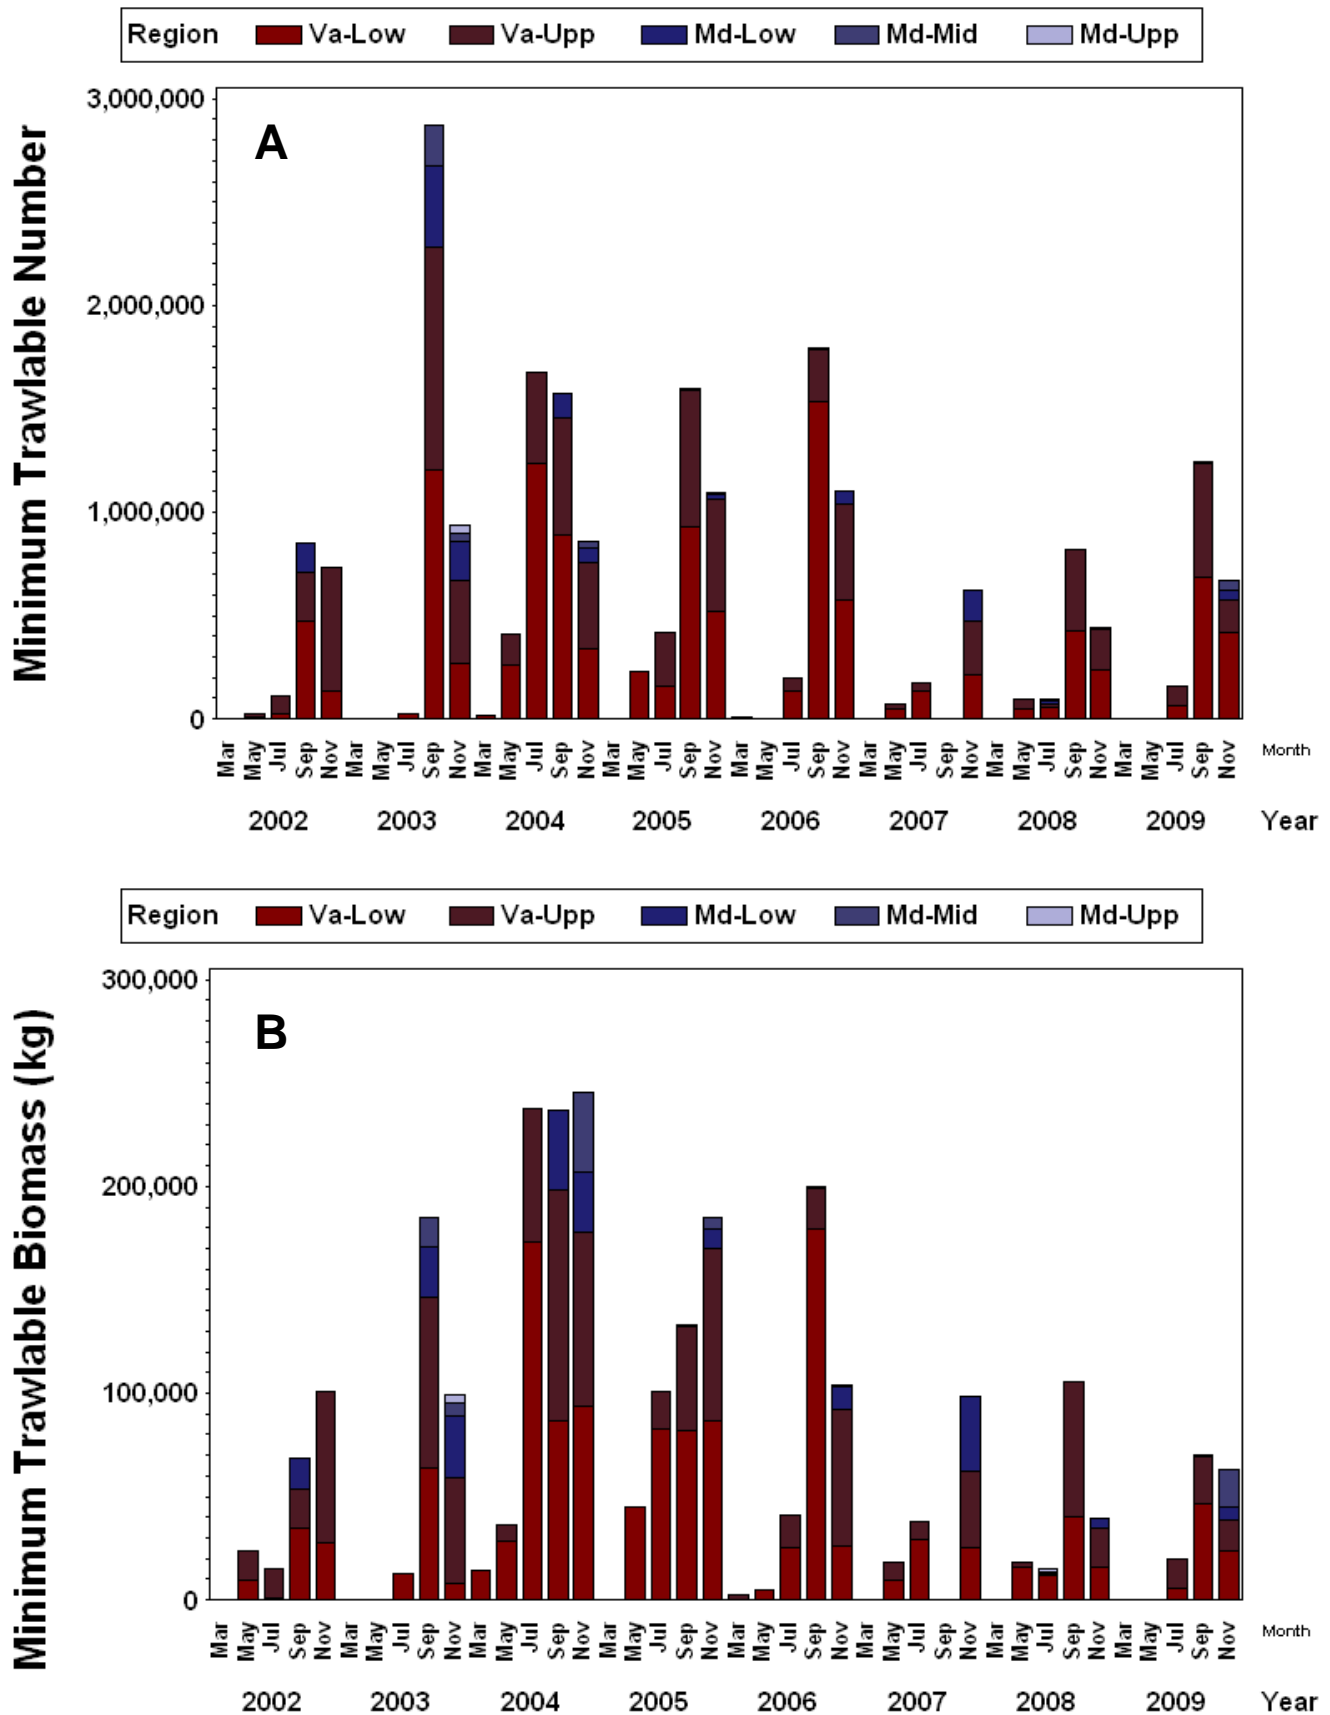 Region Va-Low Va-Upp Md-Low Md-Mid Md-Upp
A
Minimum Trawlable Number
3,000,000
2,000,000
1,000,000
0
Mar May Jul Sep Nov Mar May Jul Sep Nov Mar May Jul Sep Nov Mar May Jul Sep Nov Mar May Jul Sep Nov Mar May Jul Sep Nov Mar May Jul Sep Nov Mar May Jul Sep Nov Month
2002 2003 2004 2005 2006 2007 2008 2009 Year
Region Va-Low Va-Upp Md-Low Md-Mid Md-Upp
B
Minimum Trawlable Biomass (kg)
300,000
200,000
100,000
0
Mar May Jul Sep Nov Mar May Jul Sep Nov Mar May Jul Sep Nov Mar May Jul Sep Nov Mar May Jul Sep Nov Mar May Jul Sep Nov Mar May Jul Sep Nov Mar May Jul Sep Nov Month
2002 2003 2004 2005 2006 2007 2008 2009 Year